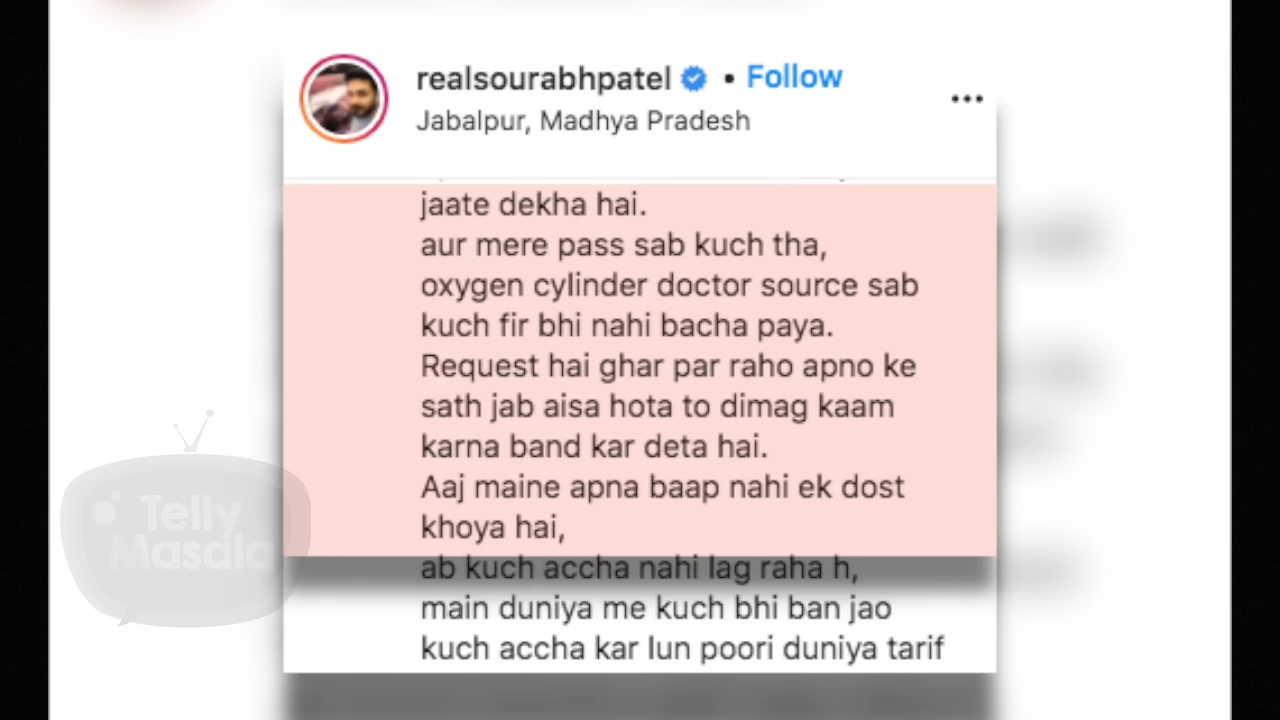 realsourabhpatel • Follow
Jabalpur, Madhya Pradesh
jaate dekha hai.
aur mere pass sab kuch tha,
oxygen cylinder doctor source sab
kuch fir bhi nahi bacha paya.
Request hai ghar par raho apno ke
sath jab aisa hota to dimag kaam
karna band kar deta hai.
Aaj maine apna baap nahi ek dost
khoya hai,
ab kuch accha nahi lag raha h,
main duniya me kuch bhi ban jao
kuch accha kar lun poori duniya tarif
Telly
Masala